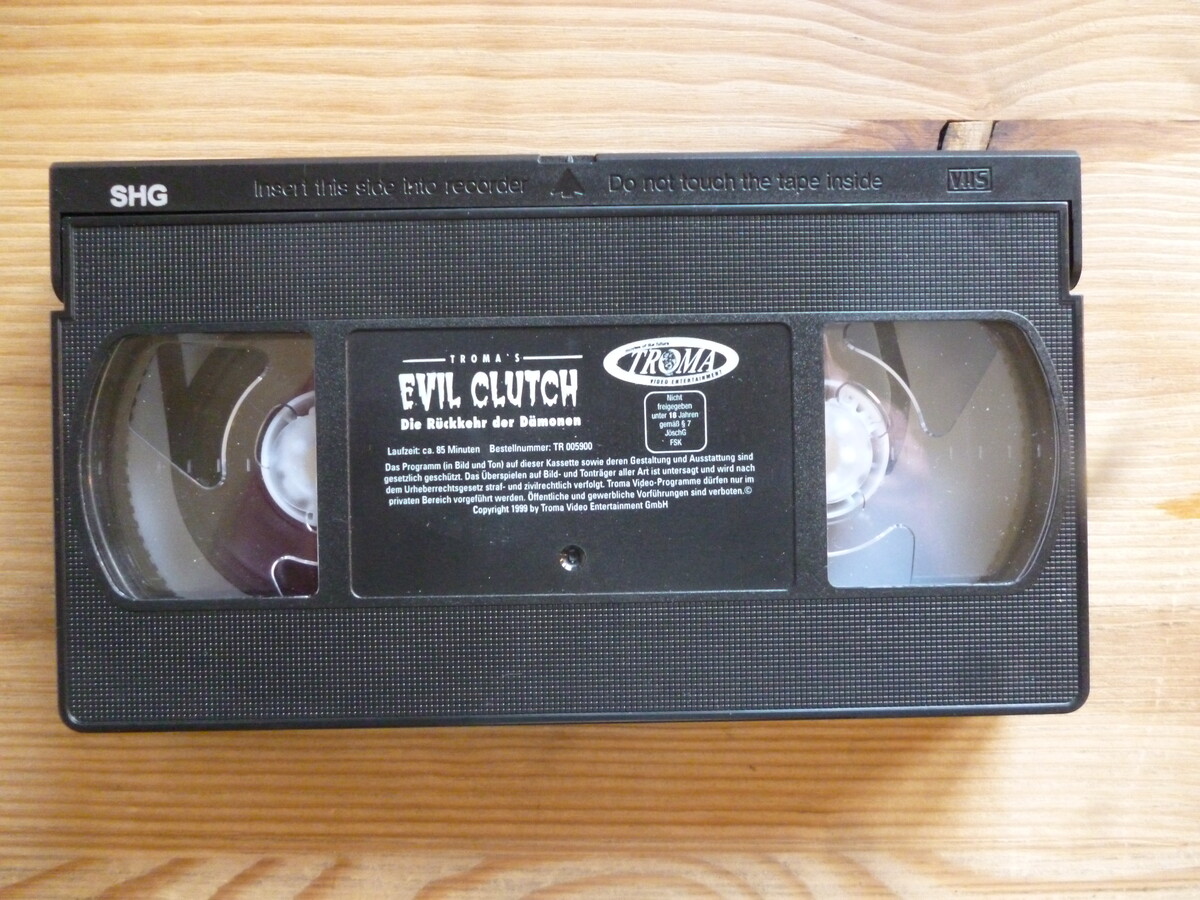 SHG
Insert this side into recorder Do not touch the tape inside VHS
TROMA'S
EVIL CLUTCH
Die Rückkehr der Dämonen
TROMA
VIDEO ENTERTAINMENT
Nicht
freigegeben
unter 18 Jahren
gemäß § 7
JÖschG
FSK
Laufzeit: ca. 85 Minuten Bestellnummer: TR 005900
Das Programm (in Bild und Ton) auf dieser Kassette sowie deren Gestaltung und Ausstattung sind
gesetzlich geschützt. Das Überspielen auf Bild- und Tonträger aller Art ist untersagt und wird nach
dem Urheberrechtsgesetz straf- und zivilrechtlich verfolgt. Troma Video-Programme dürfen nur im
privaten Bereich vorgeführt werden. Öffentliche und gewerbliche Vorführungen sind verboten.©
Copyright 1999 by Troma Video Entertainment GmbH